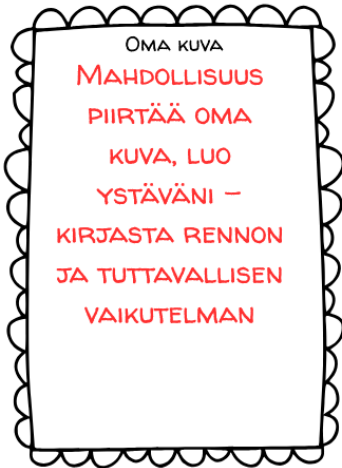 OMA KUVA
MAHDOLLISUUS
PIIRTÄÄ OMA
KUVA, LUO
YSTÄVÄNI -
KIRJASTA RENNON
JA TUTTAVALLISEN
VAIKUTELMAN